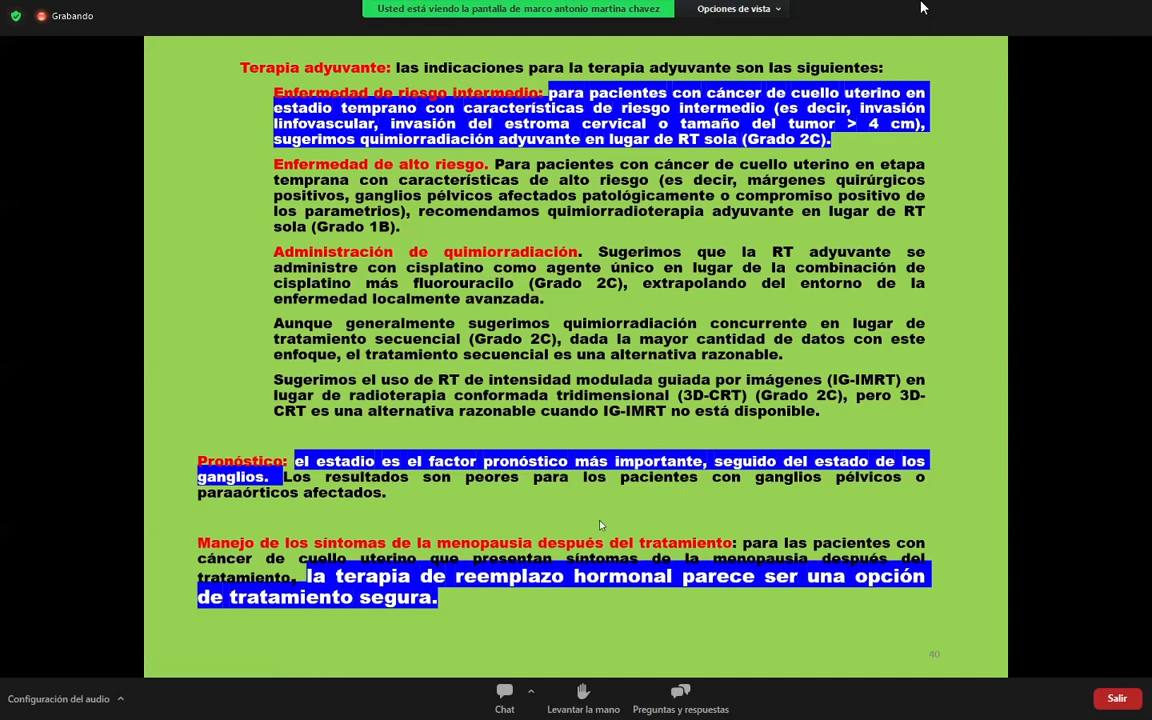 Grabando
Usted está viendo la pantalla de marco antonio martina chavez
Opciones de vista
Terapia adyuvante: las indicaciones para la terapia adyuvante son las siguientes:
Enfermedad de riesgo intermedio: para pacientes con cáncer de cuello uterino en
estadio temprano con características de riesgo intermedio (es decir, invasión
linfovascular, invasión del estroma cervical o tamaño del tumor > 4 cm),
sugerimos quimiorradiación adyuvante en lugar de RT sola (Grado 2C).
Enfermedad de alto riesgo. Para pacientes con cáncer de cuello uterino en etapa
temprana con características de alto riesgo (es decir, márgenes quirúrgicos
positivos, ganglios pélvicos afectados patológicamente o compromiso positivo de
los parametrios), recomendamos quimiorradioterapia adyuvante en lugar de RT
sola (Grado 1B).
Administración de quimiorradiación. Sugerimos que la RT adyuvante se
administre con cisplatino como agente único en lugar de la combinación de
cisplatino más fluorouracilo (Grado 2C), extrapolando del entorno de la
enfermedad localmente avanzada.
Aunque generalmente sugerimos quimiorradiación concurrente en lugar de
tratamiento secuencial (Grado 2C), dada la mayor cantidad de datos con este
enfoque, el tratamiento secuencial es una alternativa razonable.
Sugerimos el uso de RT de intensidad modulada guiada por imágenes (IG-IMRT) en
lugar de radioterapia conformada tridimensional (3D-CRT) (Grado 2C), pero 3D-
CRT es una alternativa razonable cuando IG-IMRT no está disponible.
Pronóstico: el estadio es el factor pronóstico más importante, seguido del estado de los
ganglios. Los resultados son peores para los pacientes con ganglios pélvicos o
paraaórticos afectados.
Manejo de los síntomas de la menopausia después del tratamiento: para las pacientes con
cáncer de cuello uterino que presentan síntomas de la menopausia después del
tratamiento, la terapia de reemplazo hormonal parece ser una opción
de tratamiento segura.
40
Configuración del audio
Chat
Levantar la mano
Preguntas y respuestas
Salir